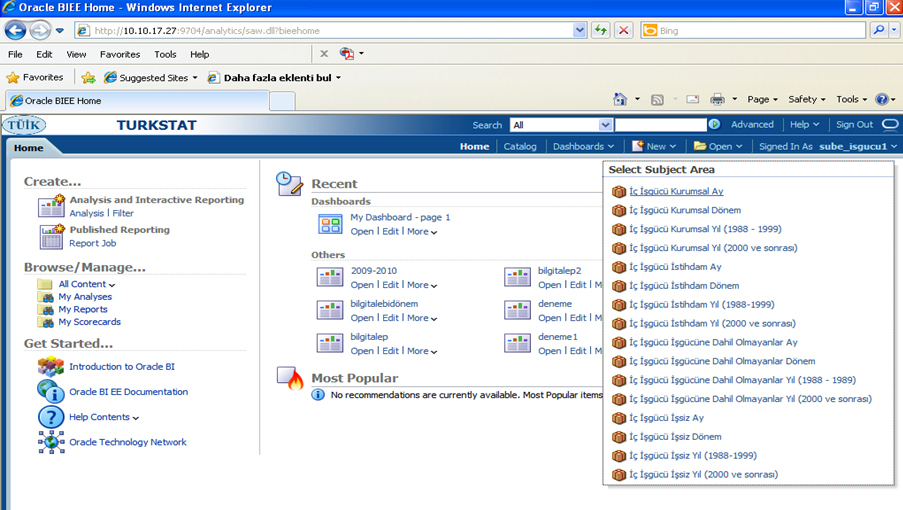 Oracle BIEE Home - Windows Internet Explorer
http://10.10.17.27:9704/analytics/saw.dll?bieehome
Bing
File Edit View Favorites Tools Help
Favorites Suggested Sites Daha fazla eklenti bul
Oracle BIEE Home
Page Safety Tools
TÜİK TURKSTAT
Search All Advanced Help Sign Out
Home
Home Catalog Dashboards New Open Signed In As sube_isgucu1
Create...
Analysis and Interactive Reporting
Analysis | Filter
Published Reporting
Report Job
Browse/Manage...
All Content
My Analyses
My Reports
My Scorecards
Get Started...
Introduction to Oracle BI
Oracle BI EE Documentation
Help Contents
Oracle Technology Network
Recent
Dashboards
My Dashboard - page 1
Open | Edit | More
Others
2009-2010
Open | Edit | More
bilgitalep2
Open | Edit | M
bilgitalebidönem
Open | Edit | More
deneme
Open | Edit | M
bilgitalep
Open | Edit | More
deneme1
Open | Edit | M
Most Popular
No recommendations are currently available. Most Popular items
Select Subject Area
İç İşgücü Kurumsal Ay
İç İşgücü Kurumsal Dönem
İç İşgücü Kurumsal Yıl (1988 - 1999)
İç İşgücü Kurumsal Yıl (2000 ve sonrası)
İç İşgücü İstihdam Ay
İç İşgücü İstihdam Dönem
İç İşgücü İstihdam Yıl (1988-1999)
İç İşgücü İstihdam Yıl (2000 ve sonrası)
İç İşgücü İşgücüne Dahil Olmayanlar Ay
İç İşgücü İşgücüne Dahil Olmayanlar Dönem
İç İşgücü İşgücüne Dahil Olmayanlar Yıl (1988 - 1989)
İç İşgücü İşgücüne Dahil Olmayanlar Yıl (2000 ve sonrası)
İç İşgücü İşsiz Ay
İç İşgücü İşsiz Dönem
İç İşgücü İşsiz Yıl (1988-1999)
İç İşgücü İşsiz Yıl (2000 ve sonrası)